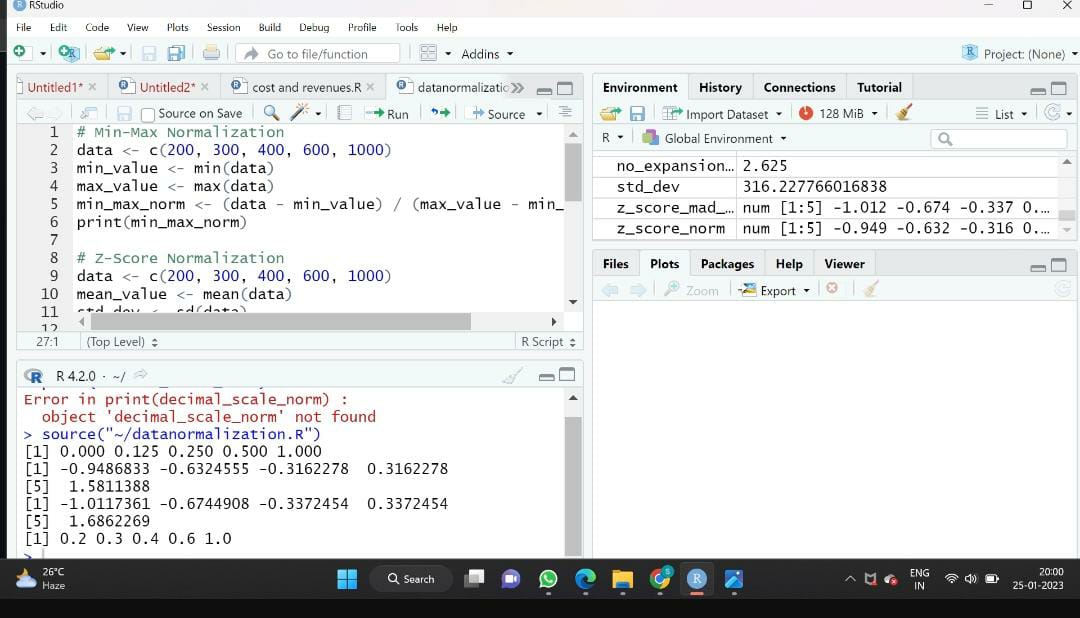 RStudio
File Edit Code View Plots Session Build Debug Profile Tools Help
Go to file/function Addins Project: (None)
Untitled1* Untitled2* cost and revenues.R datanormalizatio
Source on Save Run Source
1 # Min-Max Normalization
2 data <- c(200, 300, 400, 600, 1000)
3 min_value <- min(data)
4 max_value <- max(data)
5 min_max_norm <- (data - min_value) / (max_value - min_
6 print(min_max_norm)
7
8 # Z-Score Normalization
9 data <- c(200, 300, 400, 600, 1000)
10 mean_value <- mean(data)
11 std_dev <- sd(data)
12
27:1 (Top Level) R Script
R 4.2.0 · ~/
Error in print(decimal_scale_norm) :
object 'decimal_scale_norm' not found
> source("~/datanormalization.R")
[1] 0.000 0.125 0.250 0.500 1.000
[1] -0.9486833 -0.6324555 -0.3162278 0.3162278
[5] 1.5811388
[1] -1.0117361 -0.6744908 -0.3372454 0.3372454
[5] 1.6862269
[1] 0.2 0.3 0.4 0.6 1.0
>
Environment History Connections Tutorial
Import Dataset 128 MiB List
R Global Environment
no_expansion… 2.625
std_dev 316.227766016838
z_score_mad_… num [1:5] -1.012 -0.674 -0.337 0.…
z_score_norm num [1:5] -0.949 -0.632 -0.316 0.…
Files Plots Packages Help Viewer
Zoom Export
26°C
Haze
Search
ENG
IN
20:00
25-01-2023